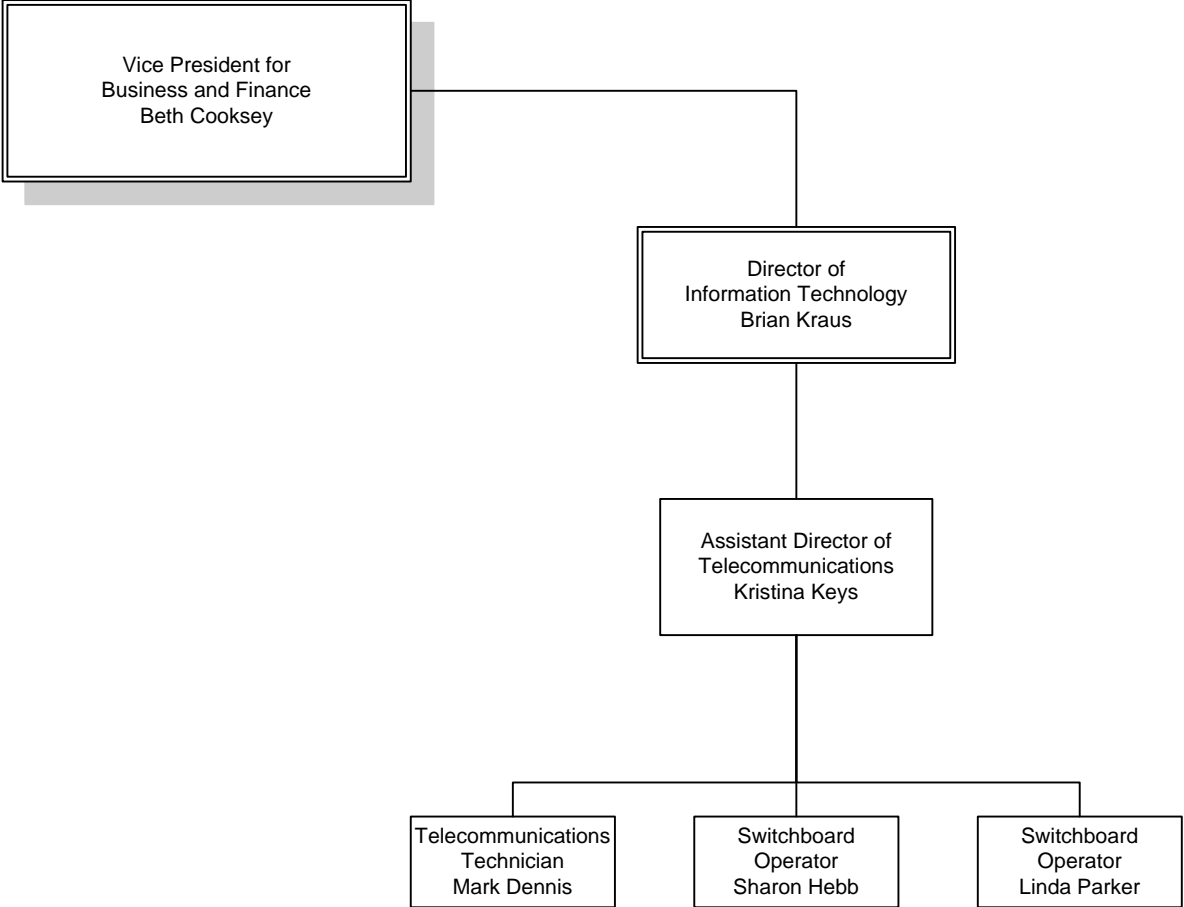 Vice President for
Business and Finance
Beth Cooksey
Director of
Information Technology
Brian Kraus
Assistant Director of
Telecommunications
Kristina Keys
Telecommunications
Technician
Mark Dennis
Switchboard
Operator
Sharon Hebb
Switchboard
Operator
Linda Parker